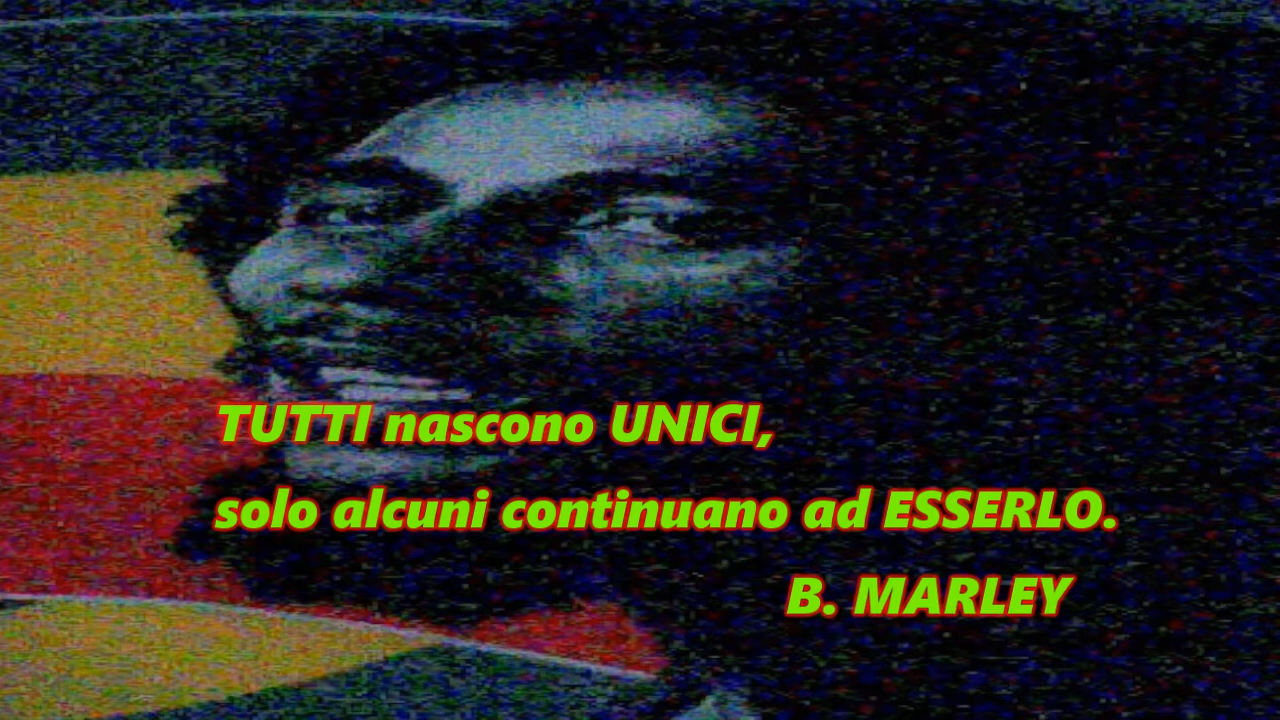 TUTTI nascono UNICI,
solo alcuni continuano ad ESSERLO.
B. MARLEY